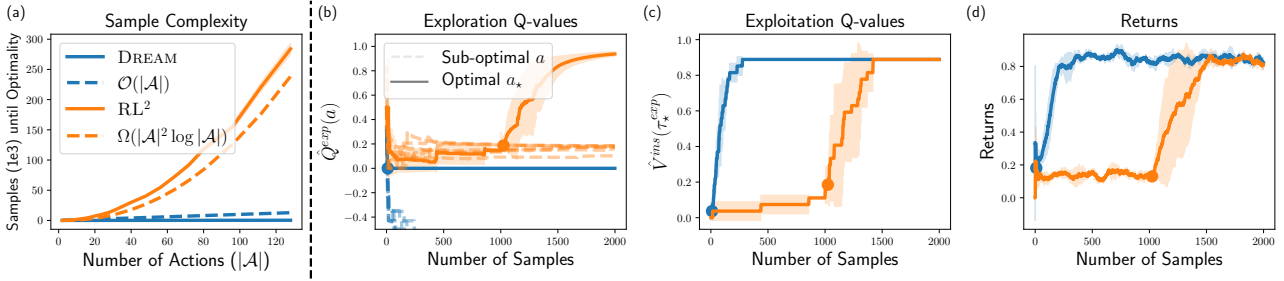 (a)
Sample Complexity
Samples (1e3) until Optimality
300
250
200
150
100
50
0
DREAM
O(|A|)
RL²
Ω(|A|² log |A|)
0 20 40 60 80 100 120
Number of Actions (|A|)
(b)
Exploration Q-values
Q̂^exp(a)
1.0
0.8
0.6
0.4
0.2
0.0
−0.2
−0.4
Sub-optimal a
Optimal a⋆
0 500 1000 1500 2000
Number of Samples
(c)
Exploitation Q-values
V̂^ins(τ⋆^exp)
1.0
0.8
0.6
0.4
0.2
0.0
0 500 1000 1500 2000
Number of Samples
(d)
Returns
Returns
1.0
0.8
0.6
0.4
0.2
0.0
0 500 1000 1500 2000
Number of Samples